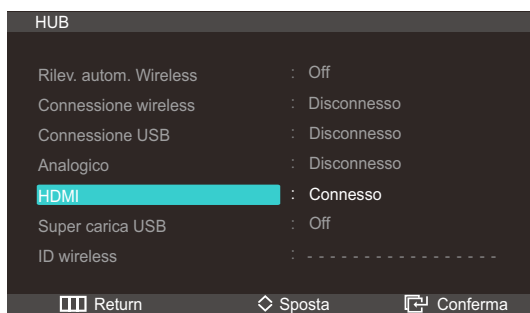 HUB
Rilev. autom. Wireless : Off
Connessione wireless : Disconnesso
Connessione USB : Disconnesso
Analogico : Disconnesso
HDMI : Connesso
Super carica USB : Off
ID wireless : - - - - - - - - - - - - - - - - -
Return Sposta Conferma